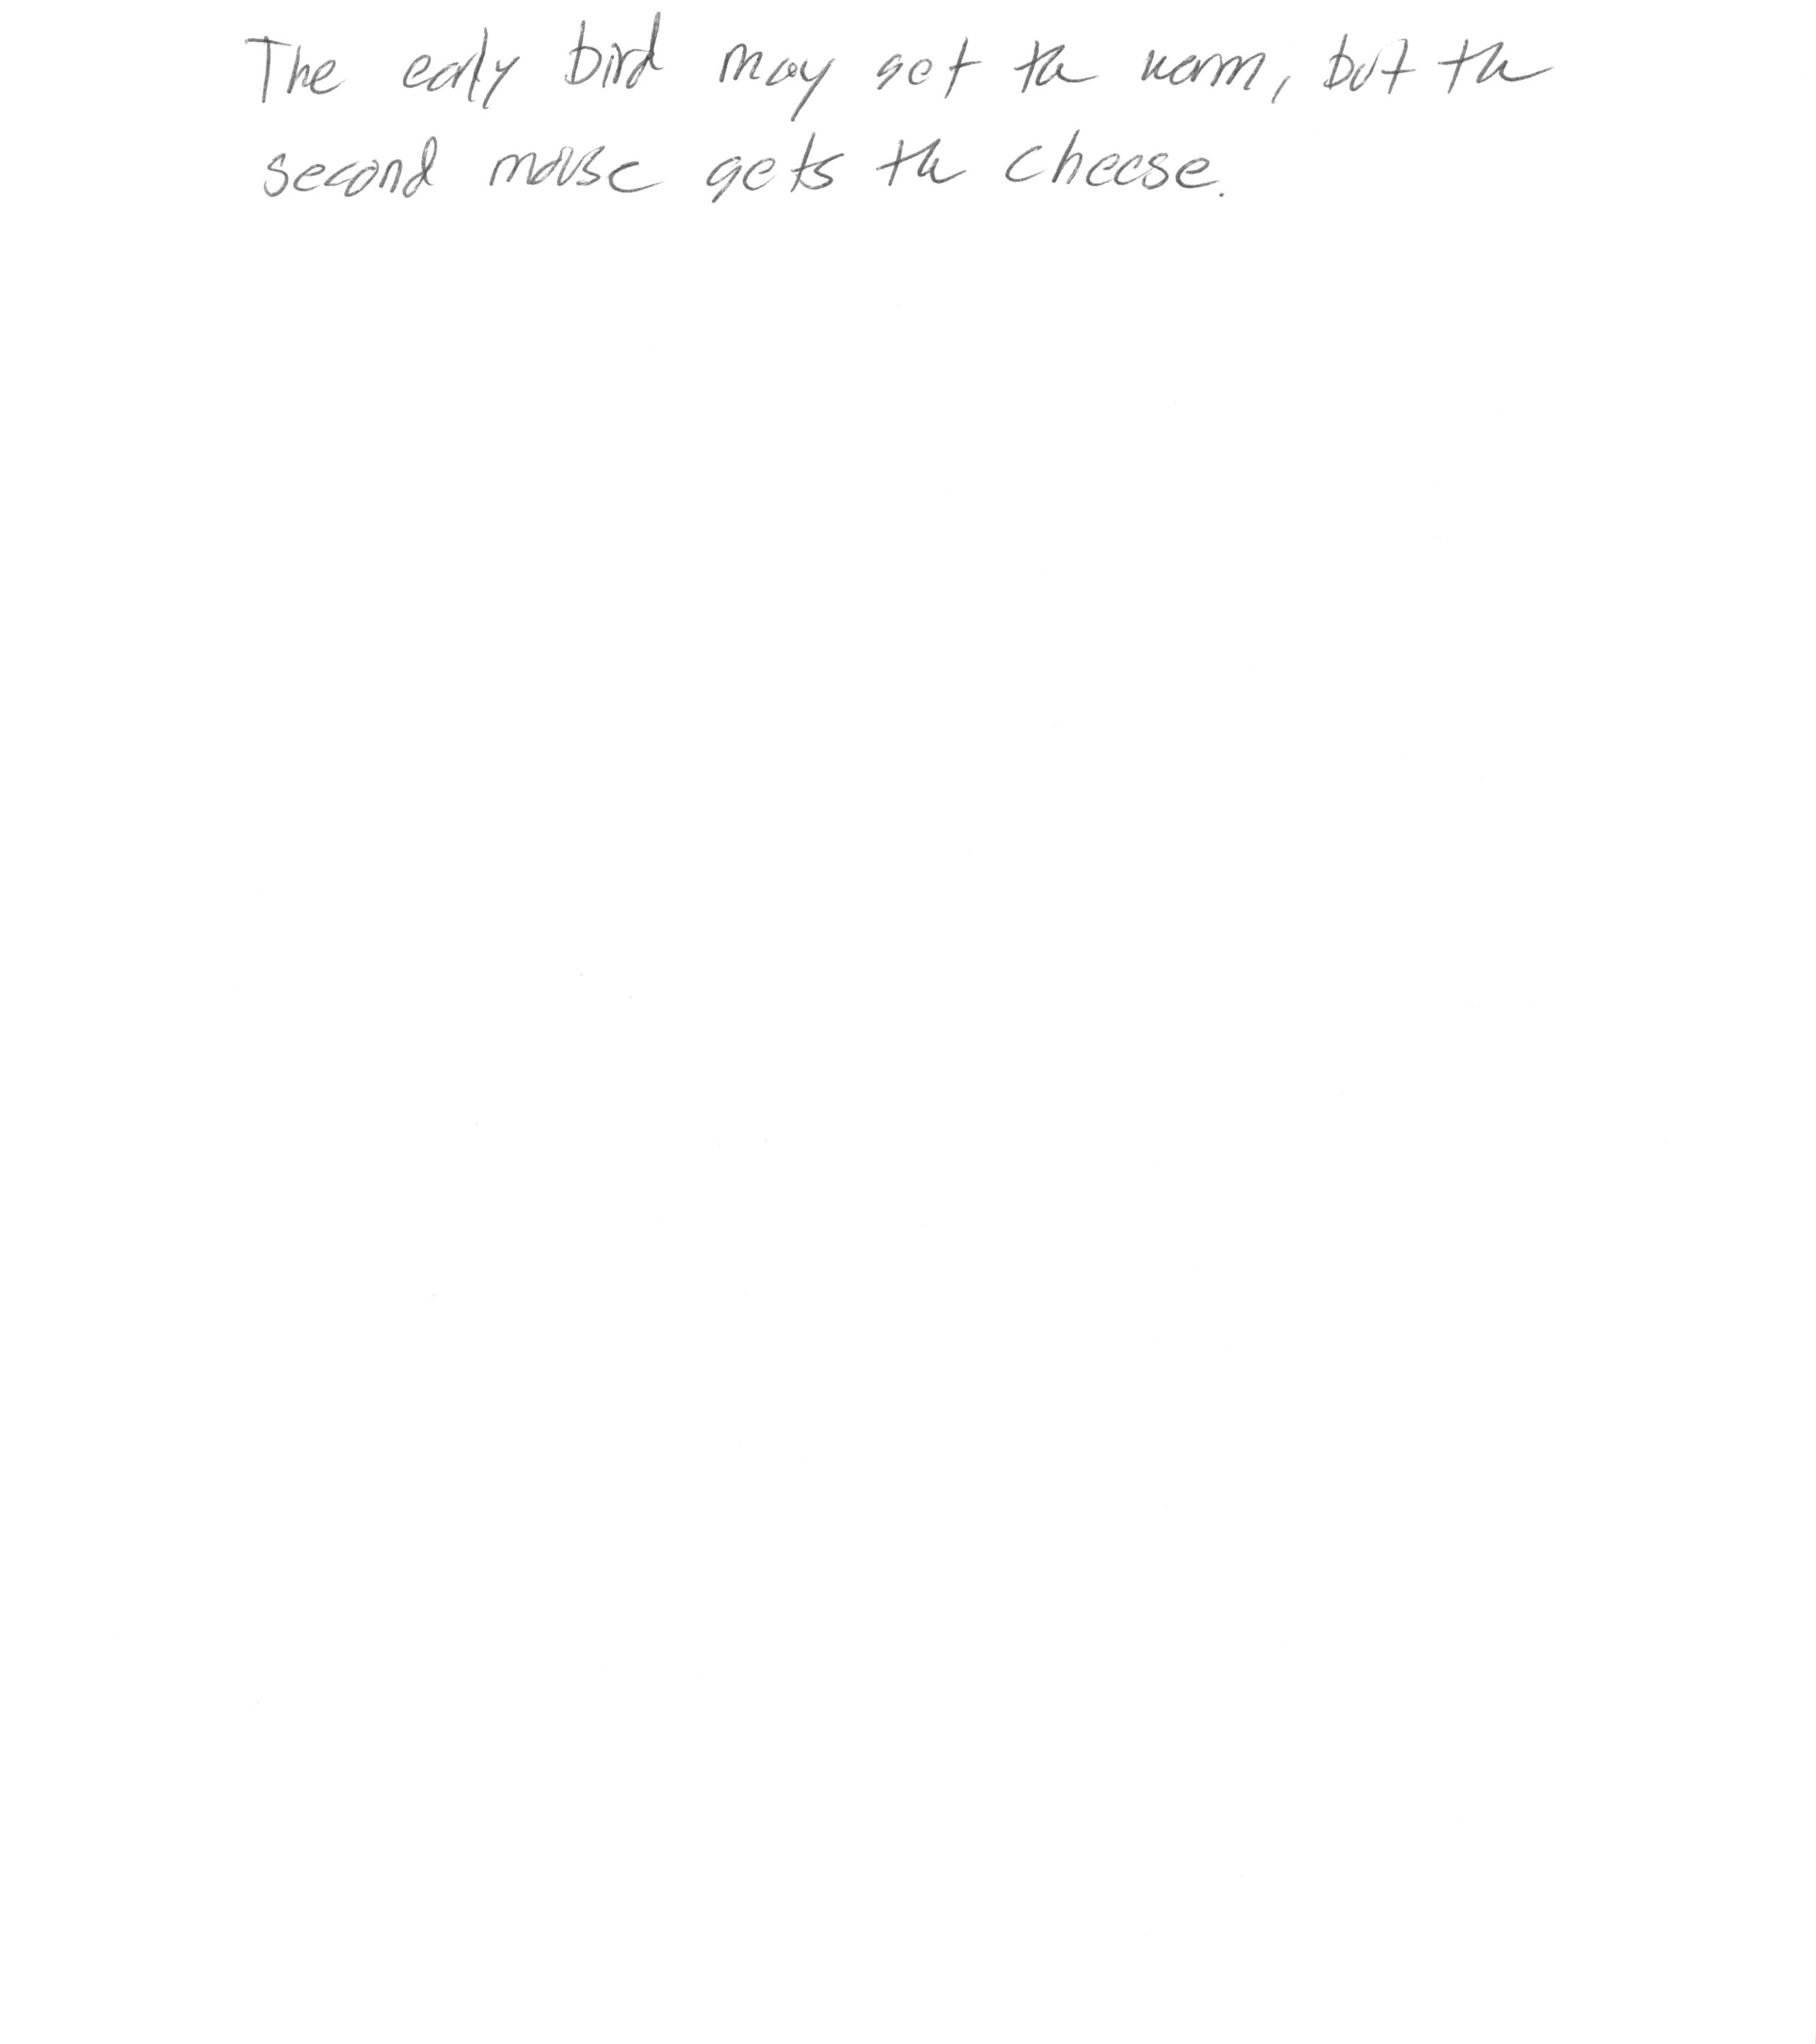 The early bird may get the worm, but the
second mouse gets the cheese.